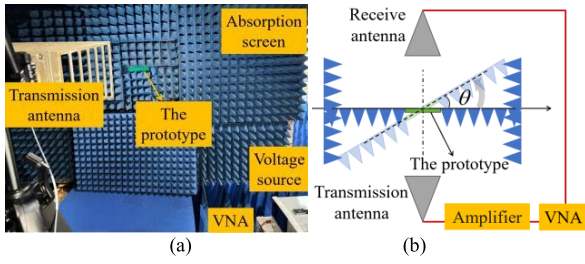 Absorption
screen
Transmission
antenna
The
prototype
Voltage
source
VNA
(a)
Receive
antenna
θ
The prototype
Transmission
antenna
Amplifier
VNA
(b)